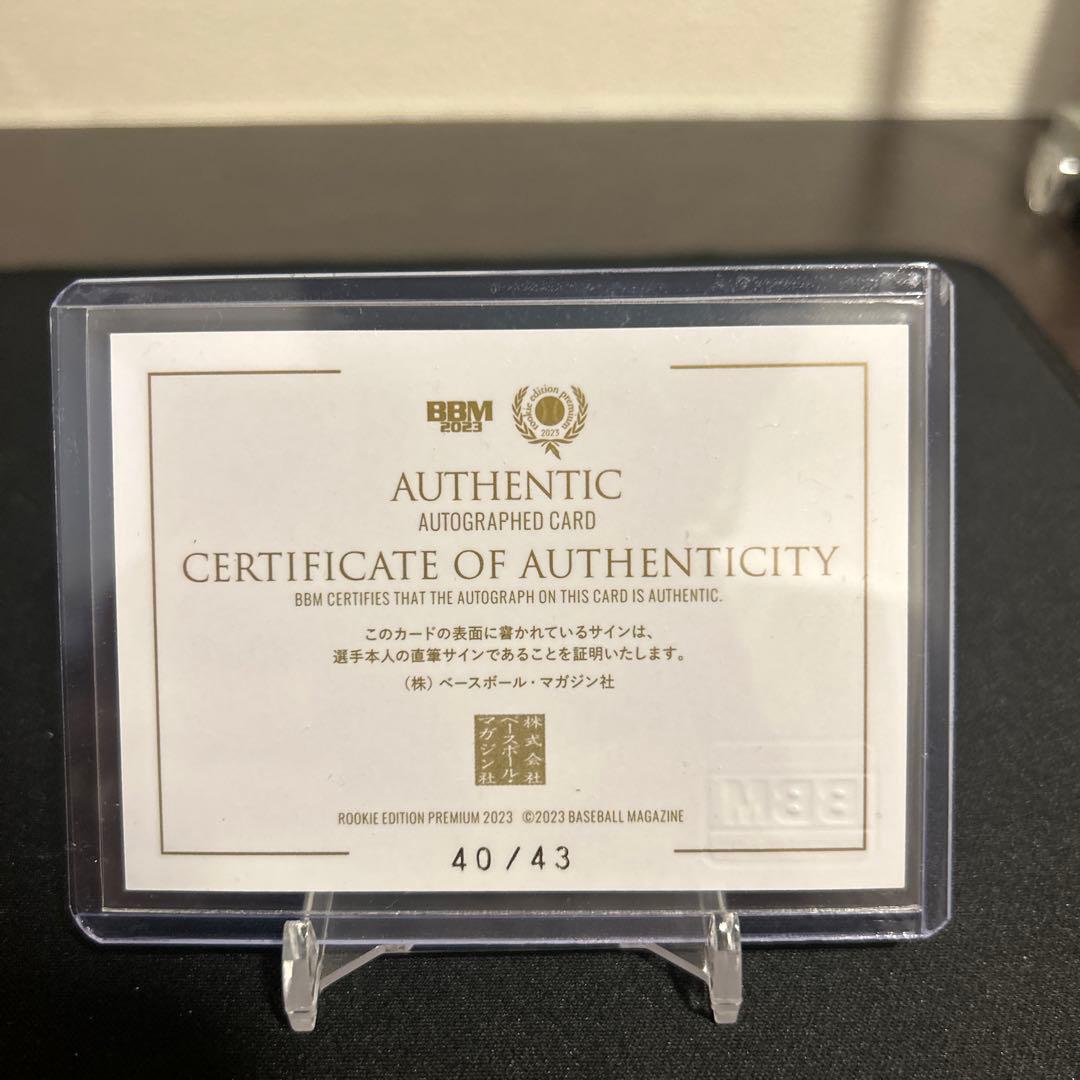 BBM
2023
rookie edition premium
2023
AUTHENTIC
AUTOGRAPHED CARD
CERTIFICATE OF AUTHENTICITY
BBM CERTIFIES THAT THE AUTOGRAPH ON THIS CARD IS AUTHENTIC.
このカードの表面に書かれているサインは、
選手本人の直筆サインであることを証明いたします。
（株）ベースボール・マガジン社
株式会社
ベースボール・
マガジン社
BBM
ROOKIE EDITION PREMIUM 2023 ©2023 BASEBALL MAGAZINE
40/43